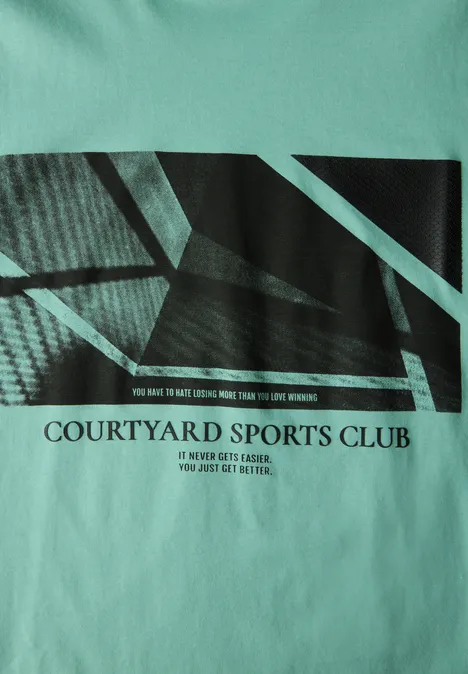 YOU HAVE TO HATE LOSING MORE THAN YOU LOVE WINNING
COURTYARD SPORTS CLUB
IT NEVER GETS EASIER.
YOU JUST GET BETTER.